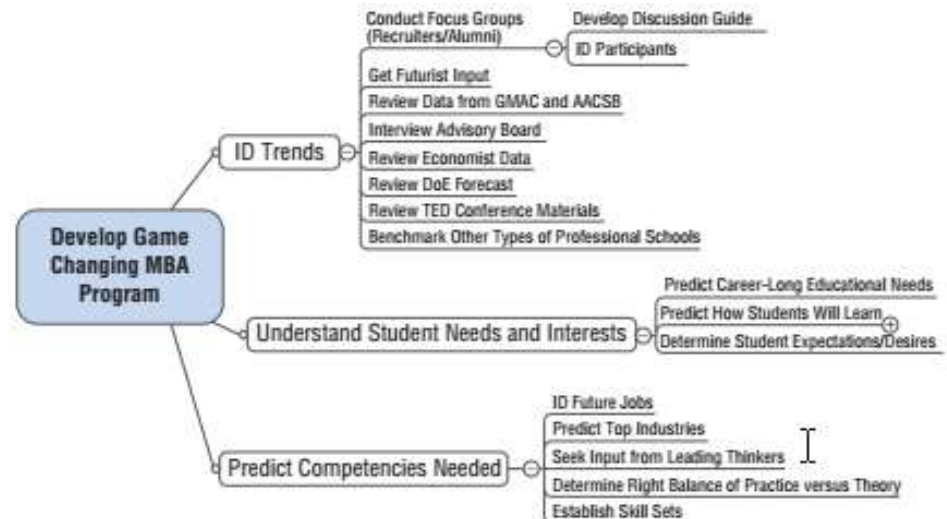 Conduct Focus Groups
(Recruiters/Alumni)
Develop Discussion Guide
ID Participants
Get Futurist Input
Review Data from GMAC and AACSB
Interview Advisory Board
ID Trends
Review Economist Data
Review DoE Forecast
Review TED Conference Materials
Benchmark Other Types of Professional Schools
Develop Game
Changing MBA
Program
Understand Student Needs and Interests
Predict Career-Long Educational Needs
Predict How Students Will Learn
Determine Student Expectations/Desires
Predict Competencies Needed
ID Future Jobs
Predict Top Industries
Seek Input from Leading Thinkers
Determine Right Balance of Practice versus Theory
Establish Skill Sets